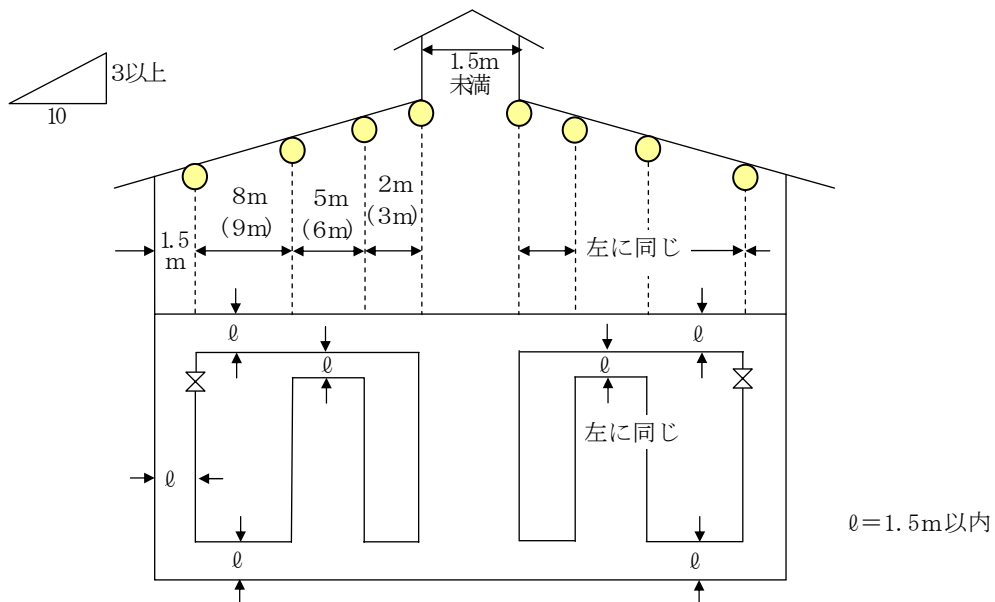 1.5m
未満
3以上
10
2m
(3m)
5m
(6m)
8m
(9m)
1.5
m
左に同じ
ℓ
ℓ
ℓ
ℓ
左に同じ
ℓ
ℓ
ℓ
ℓ=1.5m以内